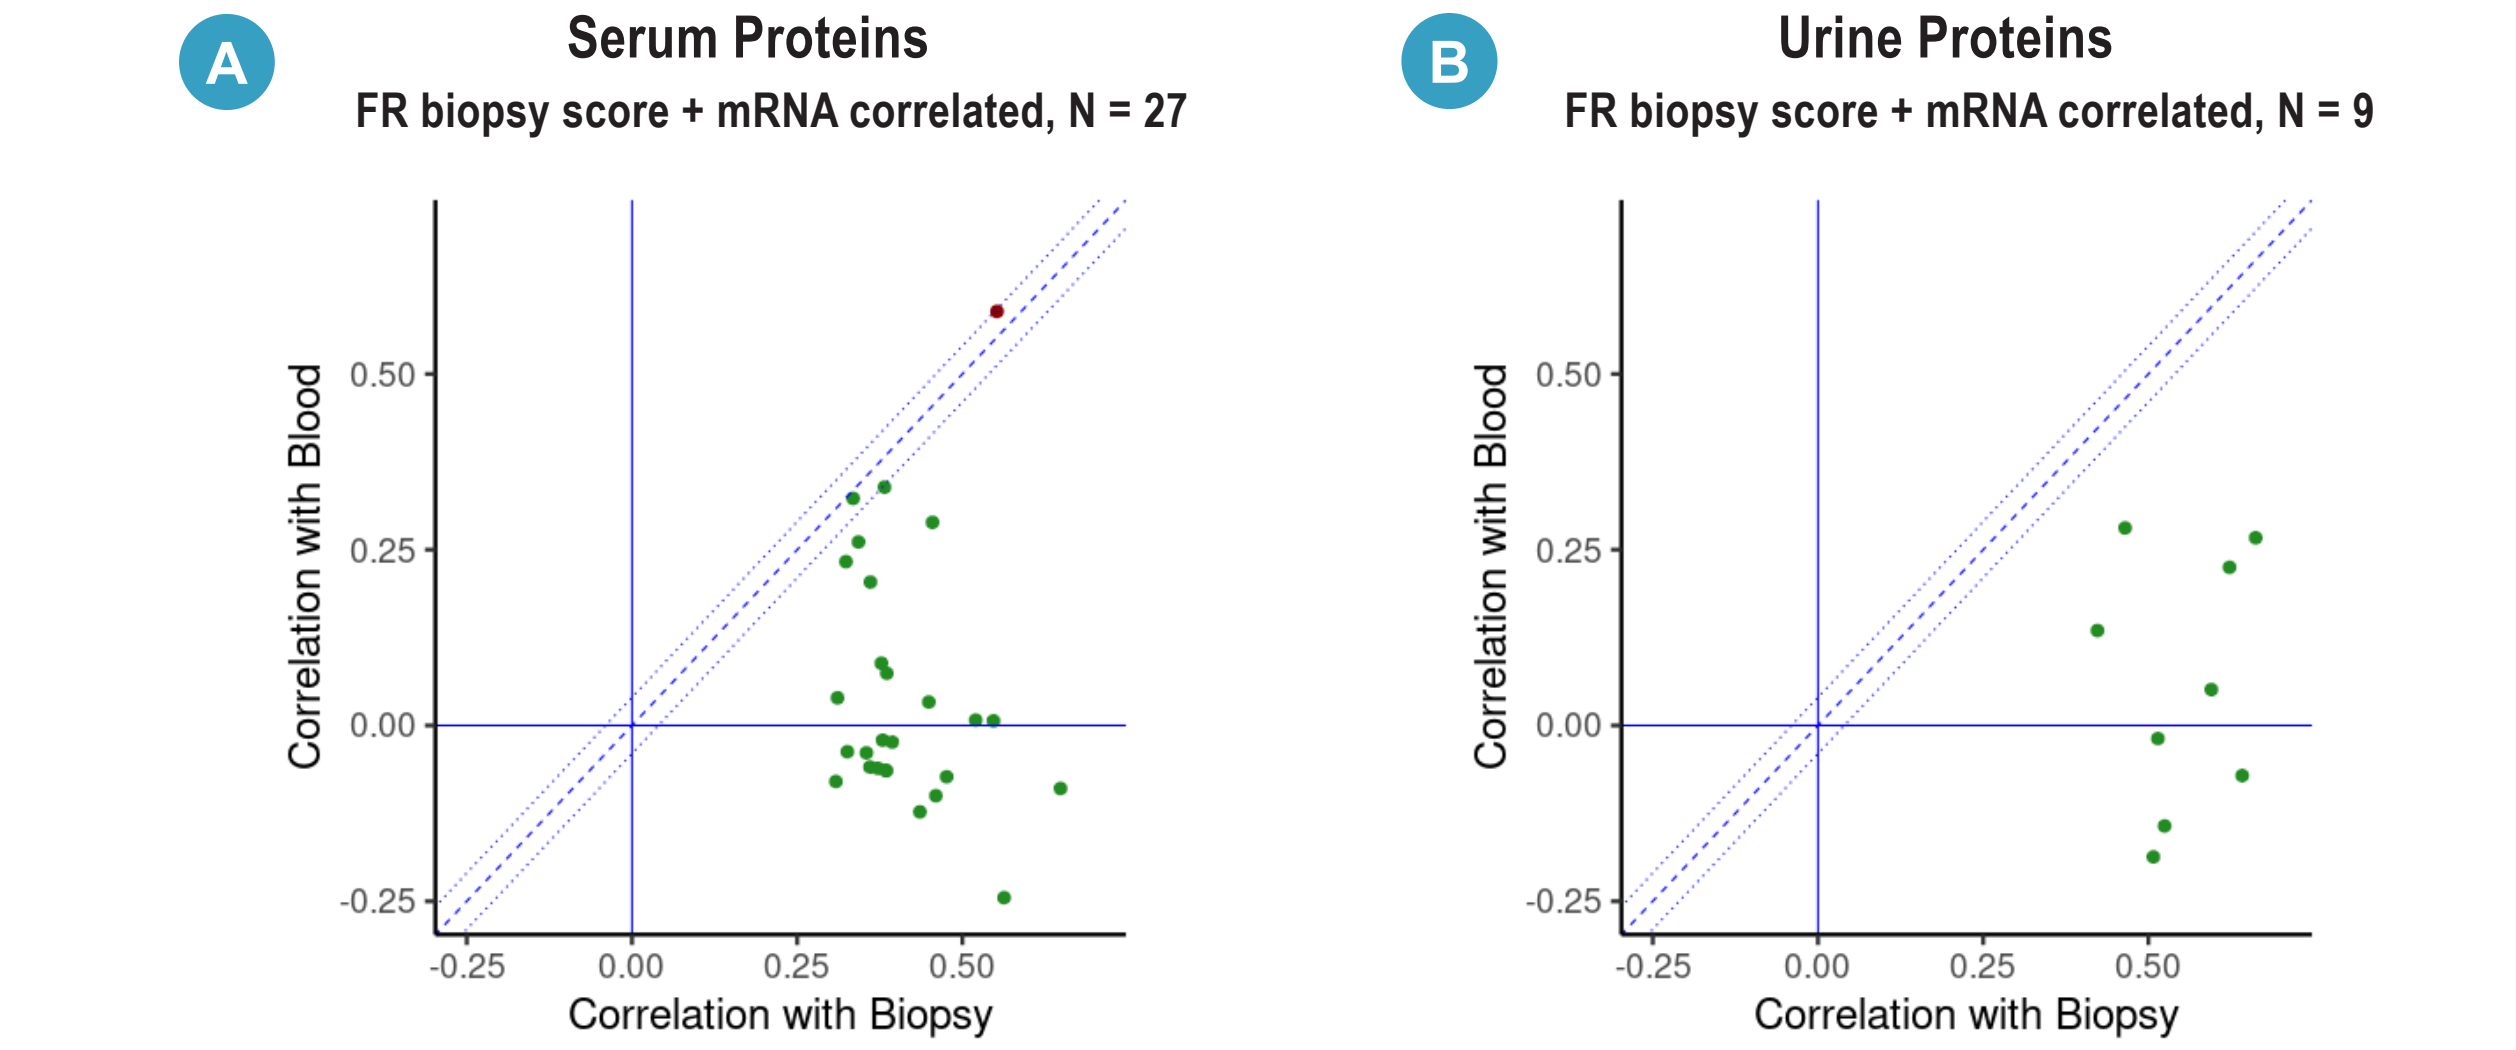 A
Serum Proteins
FR biopsy score + mRNA correlated, N = 27
Correlation with Blood
0.50
0.25
0.00
-0.25
-0.25 0.00 0.25 0.50
Correlation with Biopsy
B
Urine Proteins
FR biopsy score + mRNA correlated, N = 9
Correlation with Blood
0.50
0.25
0.00
-0.25
-0.25 0.00 0.25 0.50
Correlation with Biopsy